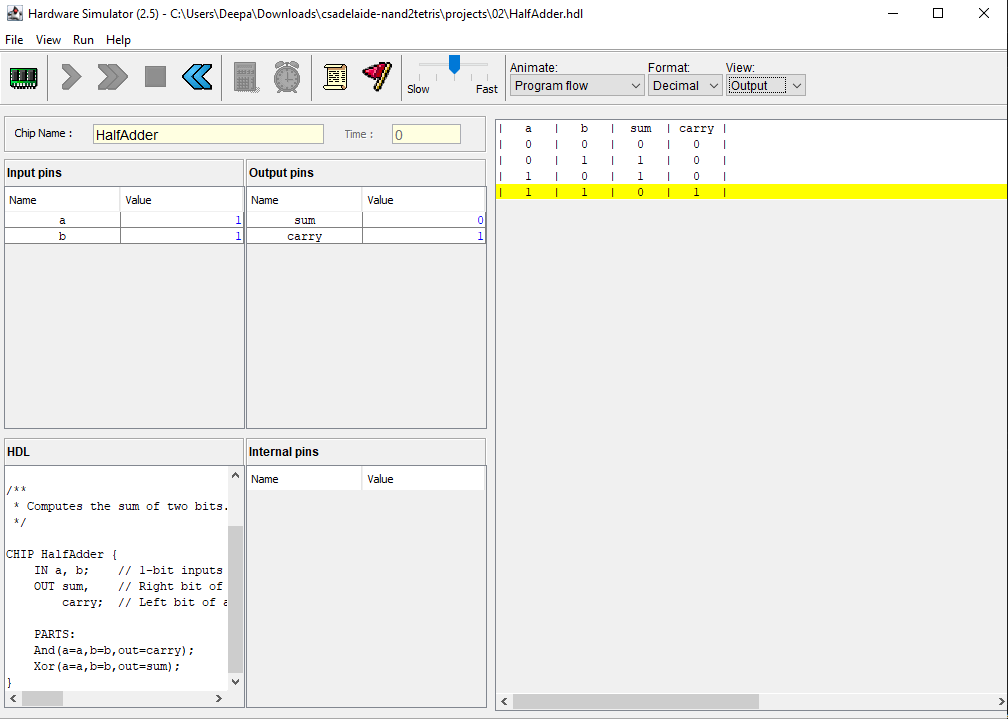 Hardware Simulator (2.5) - C:\Users\Deepa\Downloads\csadelaide-nand2tetris\projects\02\HalfAdder.hdl
File View Run Help
Slow Fast
Animate: Format: View:
Program flow Decimal Output
Chip Name : HalfAdder Time : 0
Input pins
Name Value
a 1
b 1
Output pins
Name Value
sum 0
carry 1
HDL
/**
 * Computes the sum of two bits.
 */
CHIP HalfAdder {
    IN a, b;    // 1-bit inputs
    OUT sum,    // Right bit of
        carry;  // Left bit of a
    PARTS:
    And(a=a,b=b,out=carry);
    Xor(a=a,b=b,out=sum);
}
Internal pins
Name Value
| a | b | sum | carry |
| 0 | 0 | 0 | 0 |
| 0 | 1 | 1 | 0 |
| 1 | 0 | 1 | 0 |
| 1 | 1 | 0 | 1 |